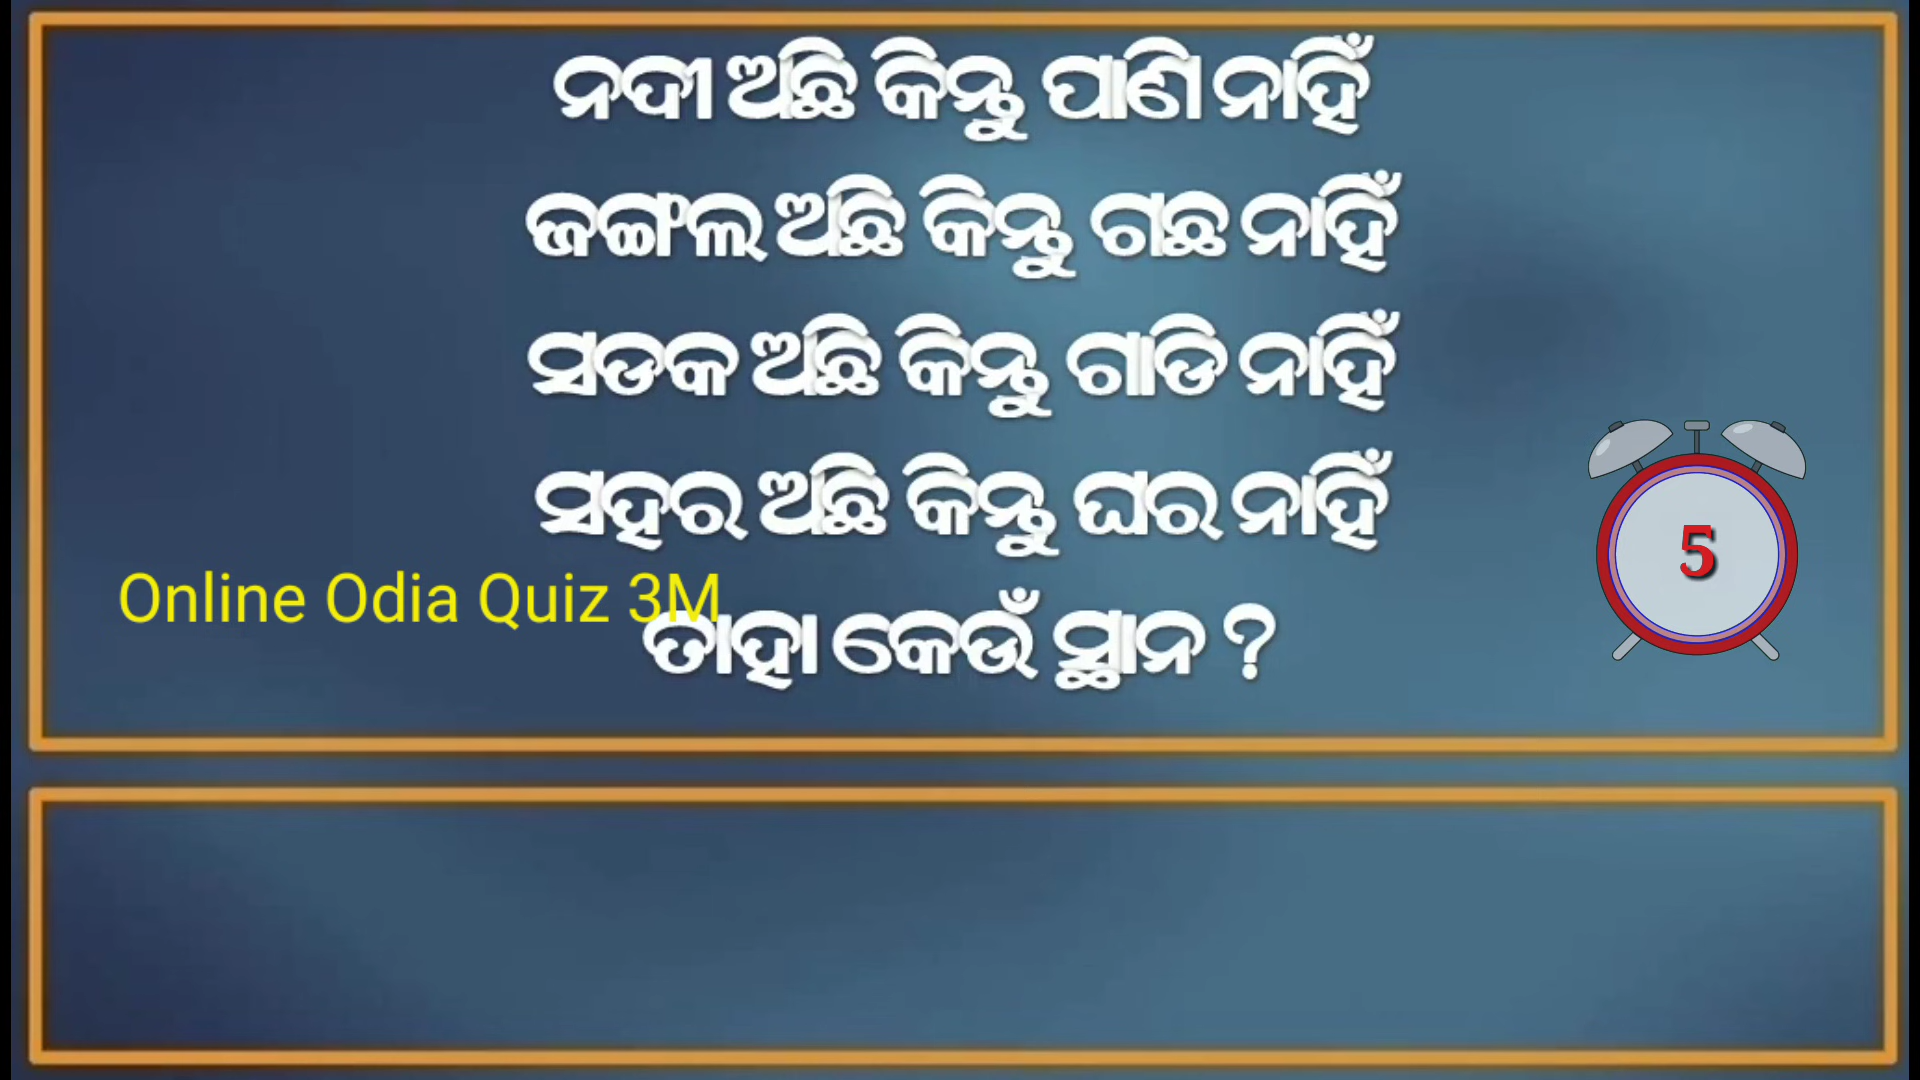 ନଦୀ ଅଛି କିନ୍ତୁ ପାଣି ନାହିଁ
ଜଙ୍ଗଲ ଅଛି କିନ୍ତୁ ଗଛ ନାହିଁ
ସଡକ ଅଛି କିନ୍ତୁ ଗାଡି ନାହିଁ
ସହର ଅଛି କିନ୍ତୁ ଘର ନାହିଁ
5
Online Odia Quiz 3M
ତାହା କେଉଁ ସ୍ଥାନ ?